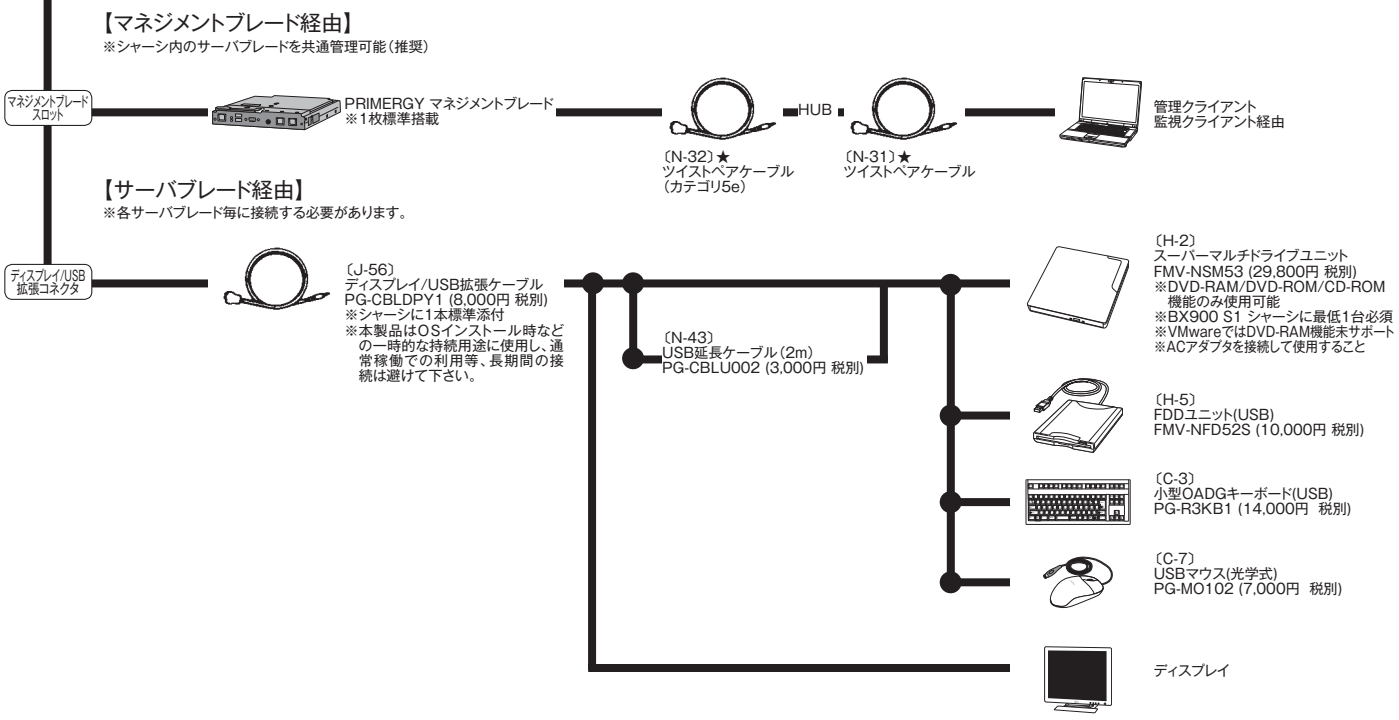 【マネジメントブレード経由】
※シャーシ内のサーバブレードを共通管理可能（推奨）
マネジメントブレード
スロット
PRIMERGY マネジメントブレード
※1枚標準搭載
〔N-32〕★
ツイストペアケーブル
（カテゴリ5e）
HUB
〔N-31〕★
ツイストペアケーブル
管理クライアント
監視クライアント経由
【サーバブレード経由】
※各サーバブレード毎に接続する必要があります。
ディスプレイ/USB
拡張コネクタ
〔J-56〕
ディスプレイ/USB拡張ケーブル
PG-CBLDPY1 (8,000円 税別)
※シャーシに1本標準添付
※本製品はOSインストール時など
の一時的な持続用途に使用し、通
常稼働での利用等、長期間の接
続は避けて下さい。
〔N-43〕
USB延長ケーブル（2m）
PG-CBLU002 (3,000円 税別)
〔H-2〕
スーパーマルチドライブユニット
FMV-NSM53 (29,800円 税別)
※DVD-RAM/DVD-ROM/CD-ROM
機能のみ使用可能
※BX900 S1 シャーシに最低1台必須
※VMwareではDVD-RAM機能未サポート
※ACアダプタを接続して使用すること
〔H-5〕
FDDユニット(USB)
FMV-NFD52S (10,000円 税別)
〔C-3〕
小型OADGキーボード(USB)
PG-R3KB1 (14,000円 税別)
〔C-7〕
USBマウス(光学式)
PG-MO102 (7,000円 税別)
ディスプレイ